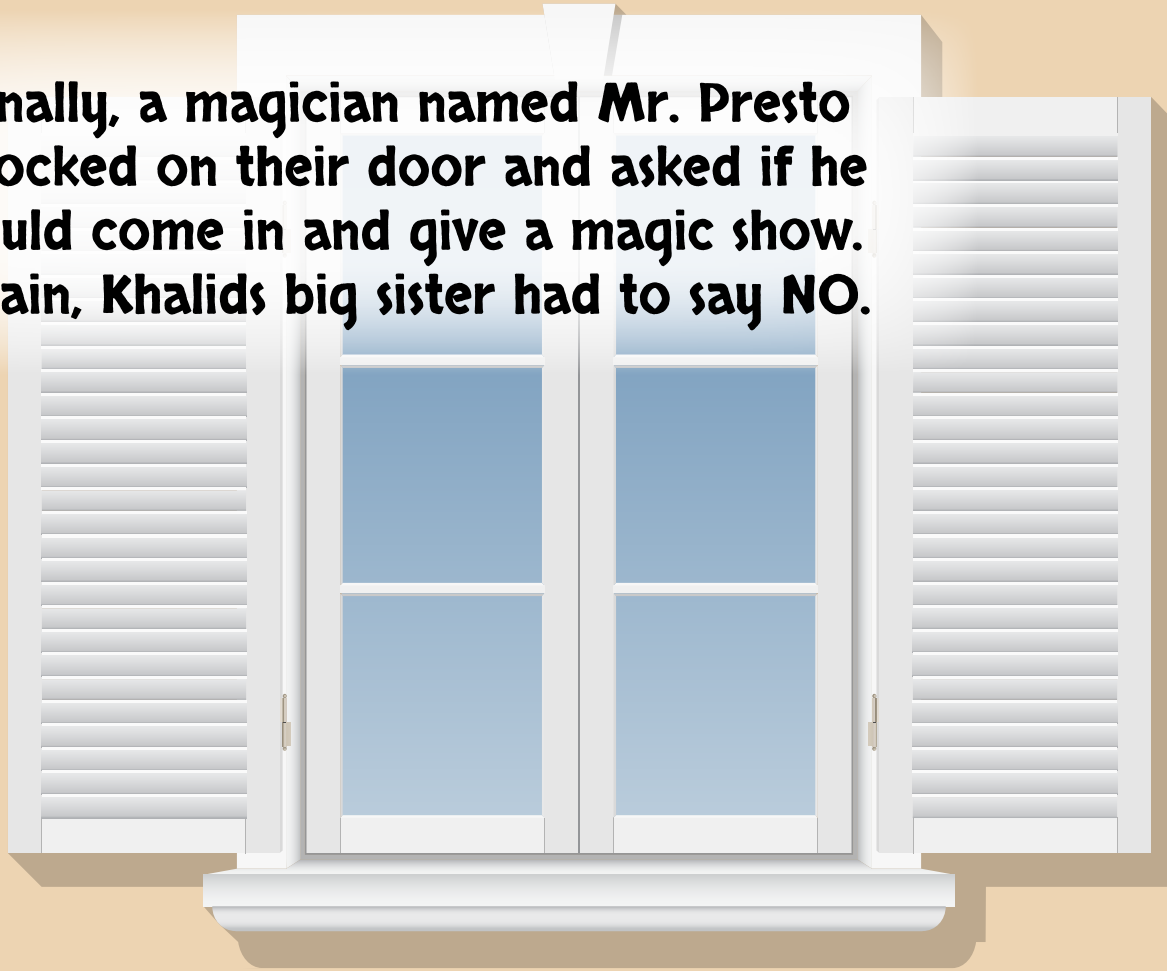 nally, a magician named Mr. Presto
ocked on their door and asked if he
uld come in and give a magic show.
ain, Khalids big sister had to say NO.